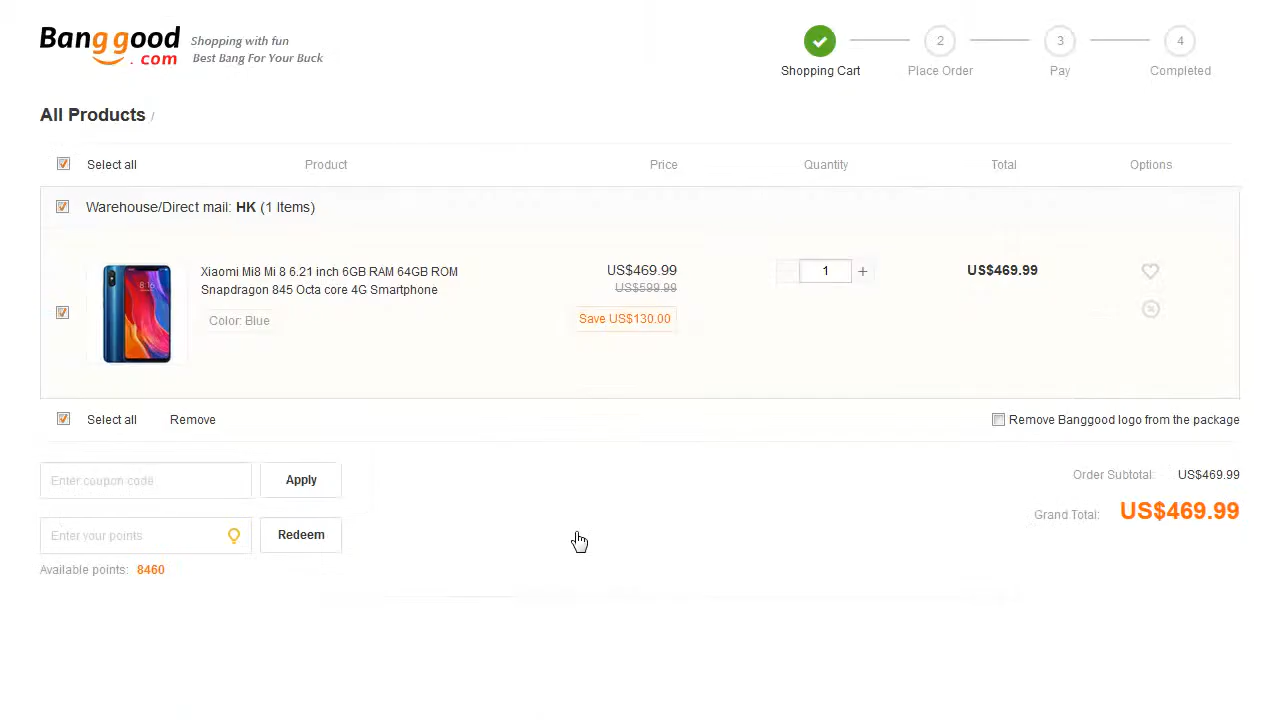 Banggood
.com
Shopping with fun
Best Bang For Your Buck
2
3
4
Shopping Cart
Place Order
Pay
Completed
All Products /
Select all
Product
Price
Quantity
Total
Options
Warehouse/Direct mail: HK (1 Items)
Xiaomi Mi8 Mi 8 6.21 inch 6GB RAM 64GB ROM
Snapdragon 845 Octa core 4G Smartphone
Color: Blue
US$469.99
US$599.99
Save US$130.00
1
+
US$469.99
Select all
Remove
Remove Banggood logo from the package
Enter coupon code
Apply
Order Subtotal:
US$469.99
Grand Total:
US$469.99
Enter your points
Redeem
Available points: 8460